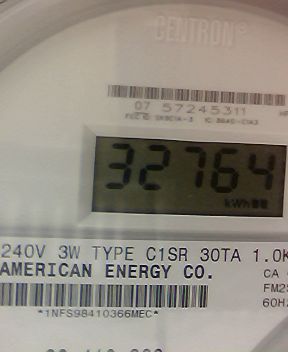 CENTRON®
07 57245311
32764
kWh
240V 3W TYPE C1SR 30TA 1.0K
AMERICAN ENERGY CO.
CA
FM2S
60HZ
*1NFS98410366MEC*